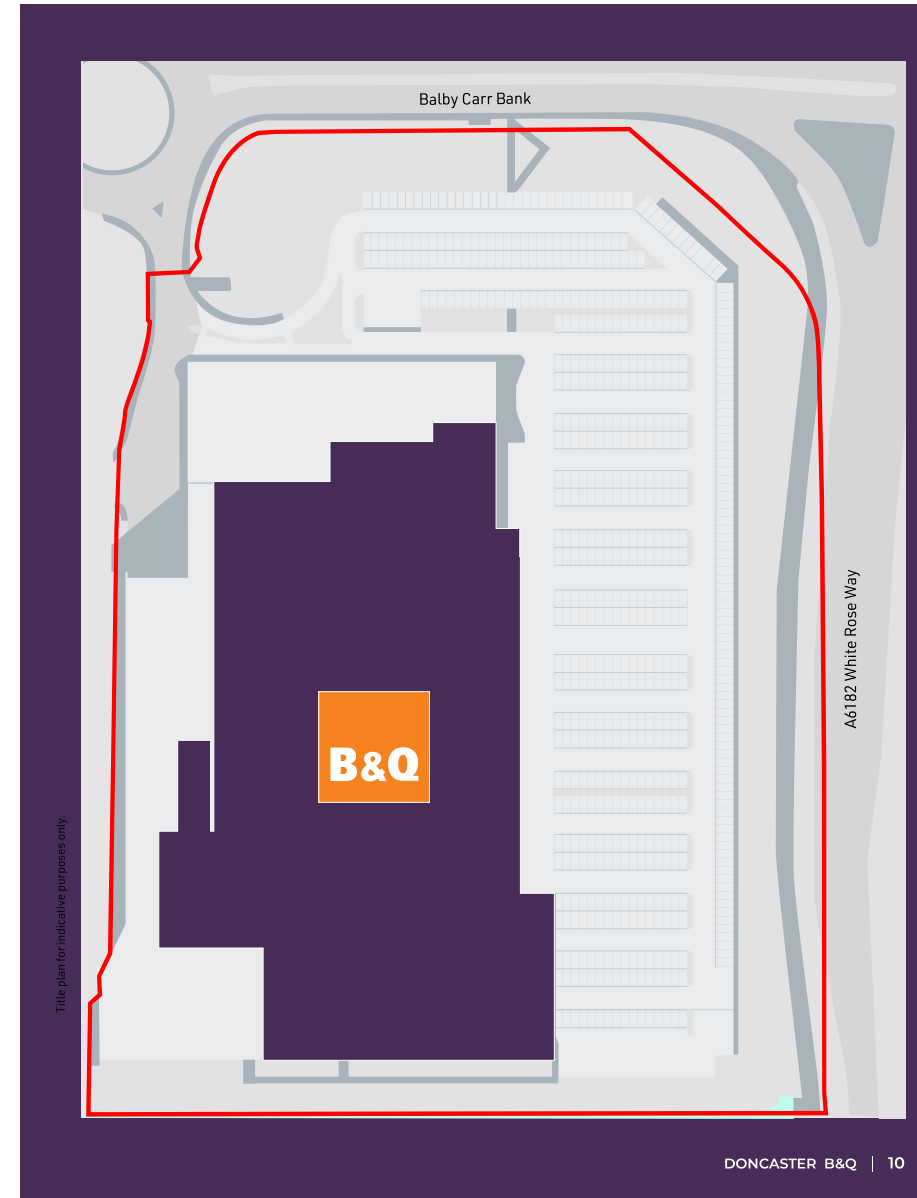 Balby Carr Bank
A6182 White Rose Way
B&Q
Title plan for indicative purposes only.
DONCASTER B&Q | 10